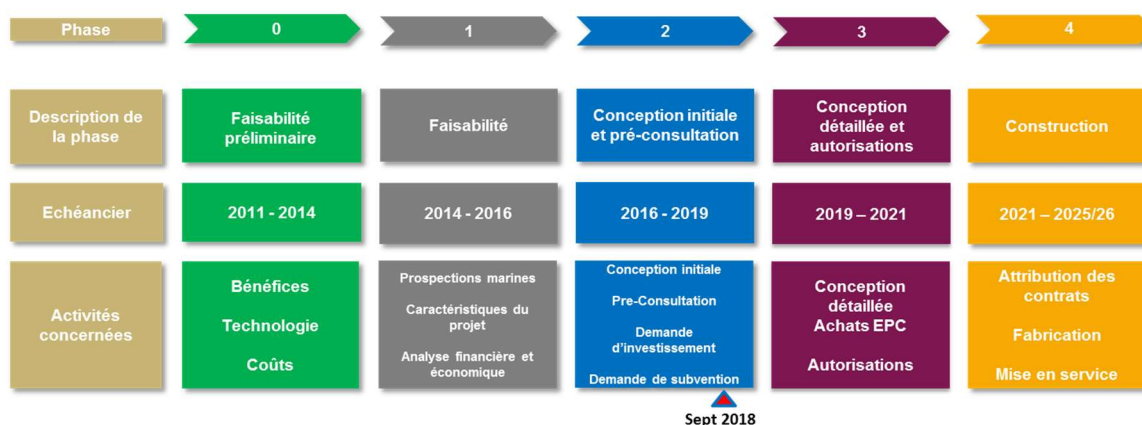 Phase
0
1
2
3
4
Description de
la phase
Faisabilité
préliminaire
Faisabilité
Conception initiale
et pré-consultation
Conception
détaillée et
autorisations
Construction
Echéancier
2011 - 2014
2014 - 2016
2016 - 2019
2019 – 2021
2021 – 2025/26
Activités
concernées
Bénéfices
Technologie
Coûts
Prospections marines
Caractéristiques du
projet
Analyse financière et
économique
Conception initiale
Pre-Consultation
Demande
d'investissement
Demande de subvention
Conception
détaillée
Achats EPC
Autorisations
Attribution des
contrats
Fabrication
Mise en service
Sept 2018